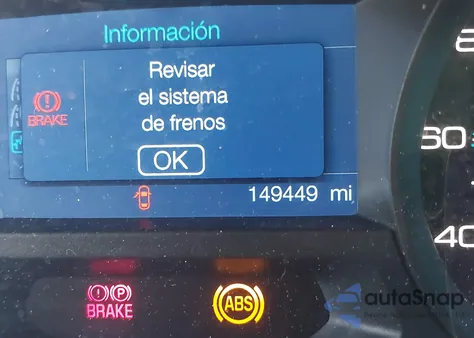 Información
Revisar
el sistema
de frenos
BRAKE
OK
149449 mi
60
40
BRAKE
P
ABS
autoSnap